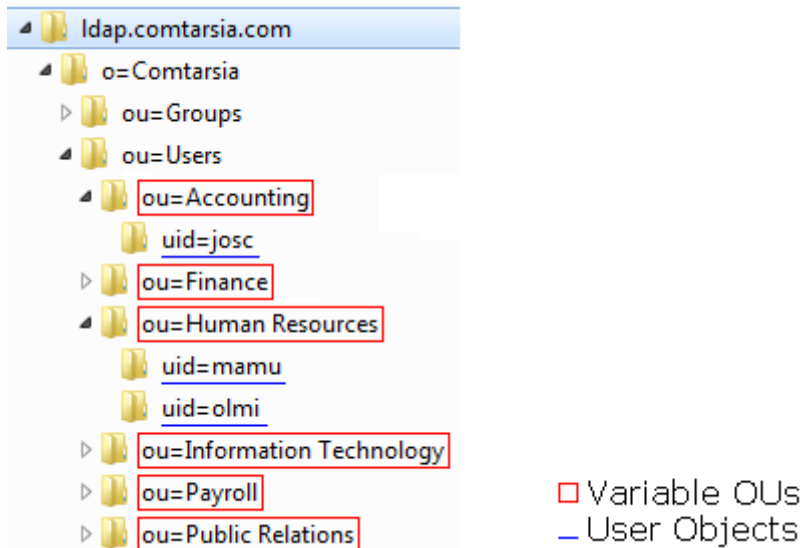 ldap.comtarsia.com
o=Comtarsia
ou=Groups
ou=Users
ou=Accounting
uid=josc
ou=Finance
ou=Human Resources
uid=mamu
uid=olmi
ou=Information Technology
ou=Payroll
ou=Public Relations
Variable OUs
User Objects